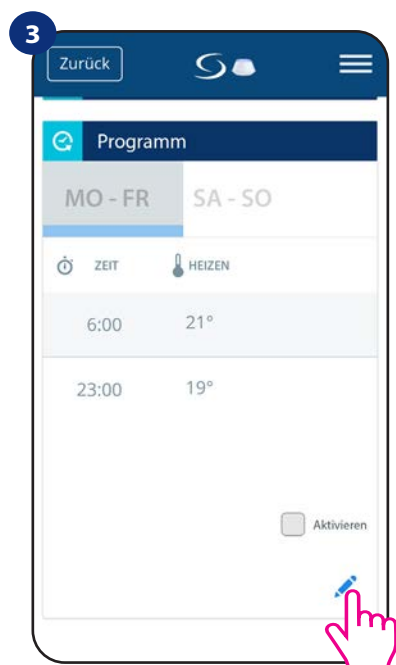 3
Zurück
Programm
MO - FR SA - SO
ZEIT HEIZEN
6:00 21°
23:00 19°
Aktivieren